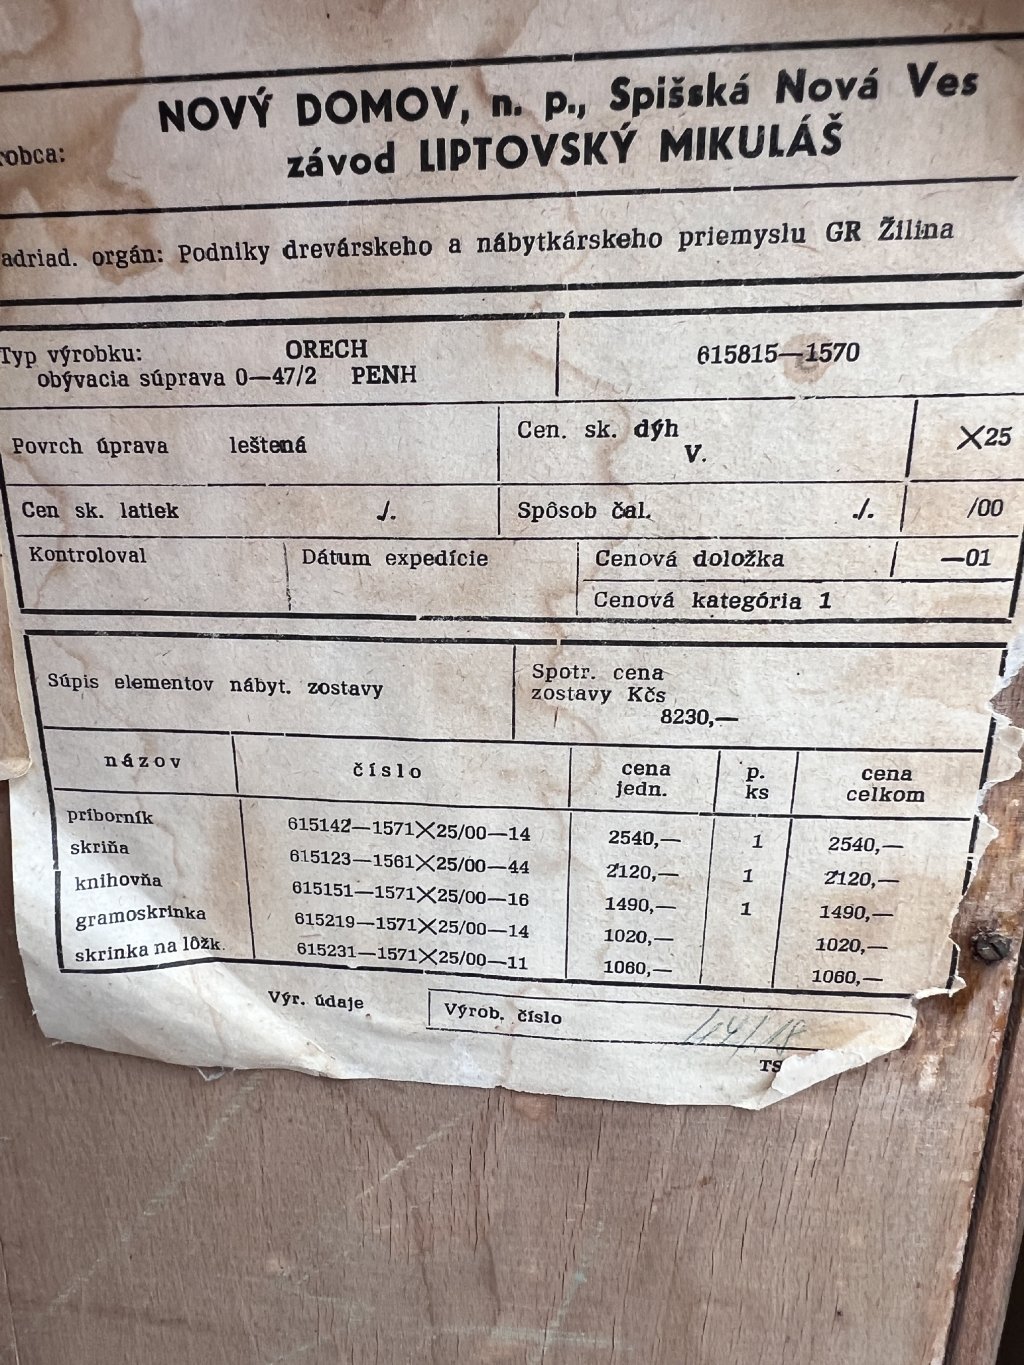 NOVÝ DOMOV, n. p., Spišská Nová Ves
robca: závod LIPTOVSKÝ MIKULÁŠ
adriad. orgán: Podniky drevárskeho a nábytkárskeho priemyslu GR Žilina
Typ výrobku: ORECH 615815—1570
obývacia súprava 0—47/2 PENH
Povrch úprava leštená Cen. sk. dýh V. X25
Cen sk. latiek ./. Spôsob čal. ./. /00
Kontroloval Dátum expedície Cenová doložka —01
Cenová kategória 1
Súpis elementov nábyt. zostavy Spotr. cena
zostavy Kčs
8230,—
názov číslo cena jedn. p. ks cena celkom
príborník 615142—1571X25/00—14 2540,— 1 2540,—
skriňa 615123—1561X25/00—44 2120,— 1 2120,—
knihovňa 615151—1571X25/00—16 1490,— 1 1490,—
gramoskrinka 615219—1571X25/00—14 1020,— 1020,—
skrinka na lôžk. 615231—1571X25/00—11 1060,— 1060,—
Výr. údaje Výrob. číslo
TS